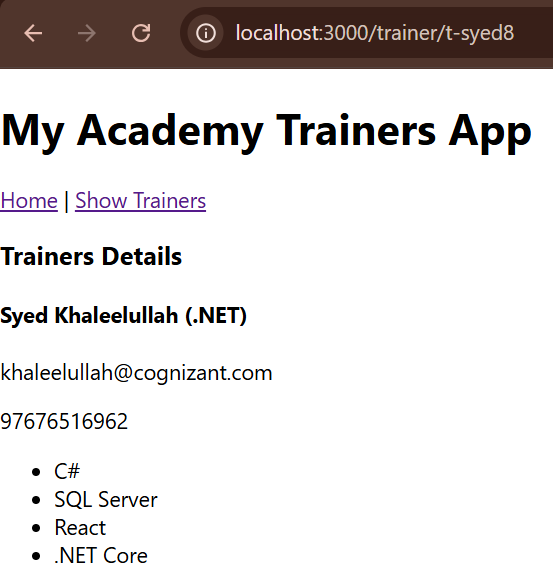 localhost:3000/trainer/t-syed8
My Academy Trainers App
Home | Show Trainers
Trainers Details
Syed Khaleelullah (.NET)
khaleelullah@cognizant.com
97676516962
C#
SQL Server
React
.NET Core